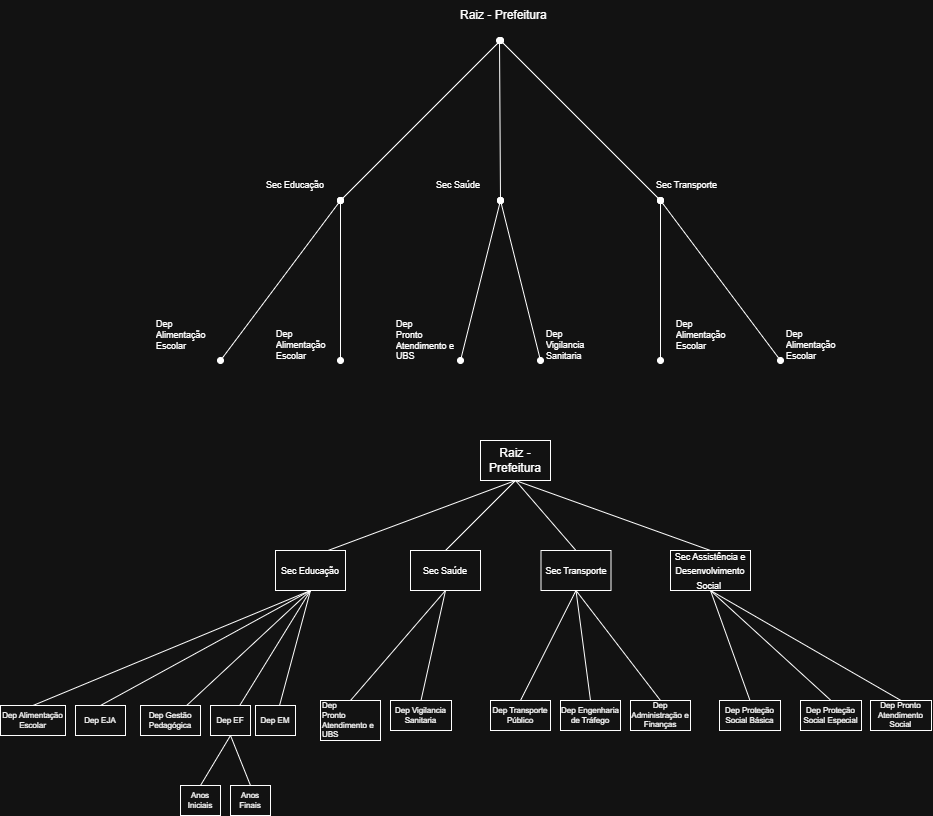 Raiz - Prefeitura
Sec Educação
Sec Saúde
Sec Transporte
Dep
Alimentação
Escolar
Dep
Alimentação
Escolar
Dep
Pronto
Atendimento e
UBS
Dep
Vigilancia
Sanitaria
Dep
Alimentação
Escolar
Dep
Alimentação
Escolar
Raiz -
Prefeitura
Sec Educação
Sec Saúde
Sec Transporte
Sec Assistência e
Desenvolvimento
Social
Dep Alimentação
Escolar
Dep EJA
Dep Gestão
Pedagógica
Dep EF
Dep EM
Dep
Pronto
Atendimento e
UBS
Dep Vigilancia
Sanitaria
Dep Transporte
Público
Dep Engenharia
de Tráfego
Dep
Administração e
Finanças
Dep Proteção
Social Básica
Dep Proteção
Social Especial
Dep Pronto
Atendimento
Social
Anos
Iniciais
Anos
Finais